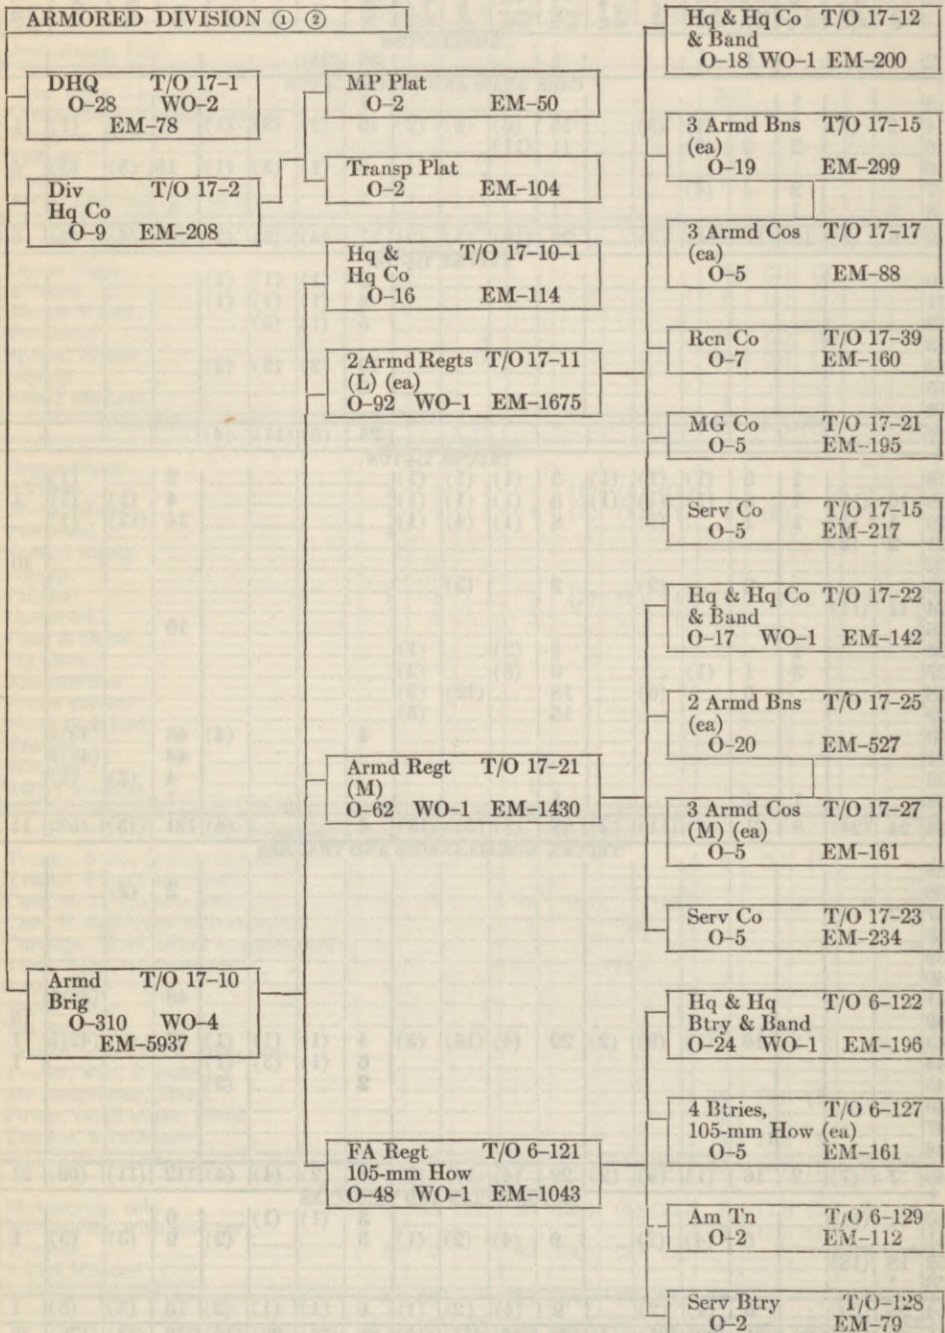 ARMORED DIVISION ① ②
DHQ T/O 17–1
O–28 WO–2
EM–78
Div T/O 17–2
Hq Co
O–9 EM–208
Armd T/O 17–10
Brig
O–310 WO–4
EM–5937
MP Plat
O–2 EM–50
Transp Plat
O–2 EM–104
Hq & T/O 17–10–1
Hq Co
O–16 EM–114
2 Armd Regts T/O 17–11
(L) (ea)
O–92 WO–1 EM–1675
Armd Regt T/O 17–21
(M)
O–62 WO–1 EM–1430
FA Regt T/O 6–121
105-mm How
O–48 WO–1 EM–1043
Hq & Hq Co T/O 17–12
& Band
O–18 WO–1 EM–200
3 Armd Bns T/O 17–15
(ea)
O–19 EM–299
3 Armd Cos T/O 17–17
(ea)
O–5 EM–88
Rcn Co T/O 17–39
O–7 EM–160
MG Co T/O 17–21
O–5 EM–195
Serv Co T/O 17–15
O–5 EM–217
Hq & Hq Co T/O 17–22
& Band
O–17 WO–1 EM–142
2 Armd Bns T/O 17–25
(ea)
O–20 EM–527
3 Armd Cos T/O 17–27
(M) (ea)
O–5 EM–161
Serv Co T/O 17–23
O–5 EM–234
Hq & Hq T/O 6–122
Btry & Band
O–24 WO–1 EM–196
4 Btries, T/O 6–127
105-mm How (ea)
O–5 EM–161
Am Tn T/O 6–129
O–2 EM–112
Serv Btry T/O–128
O–2 EM–79